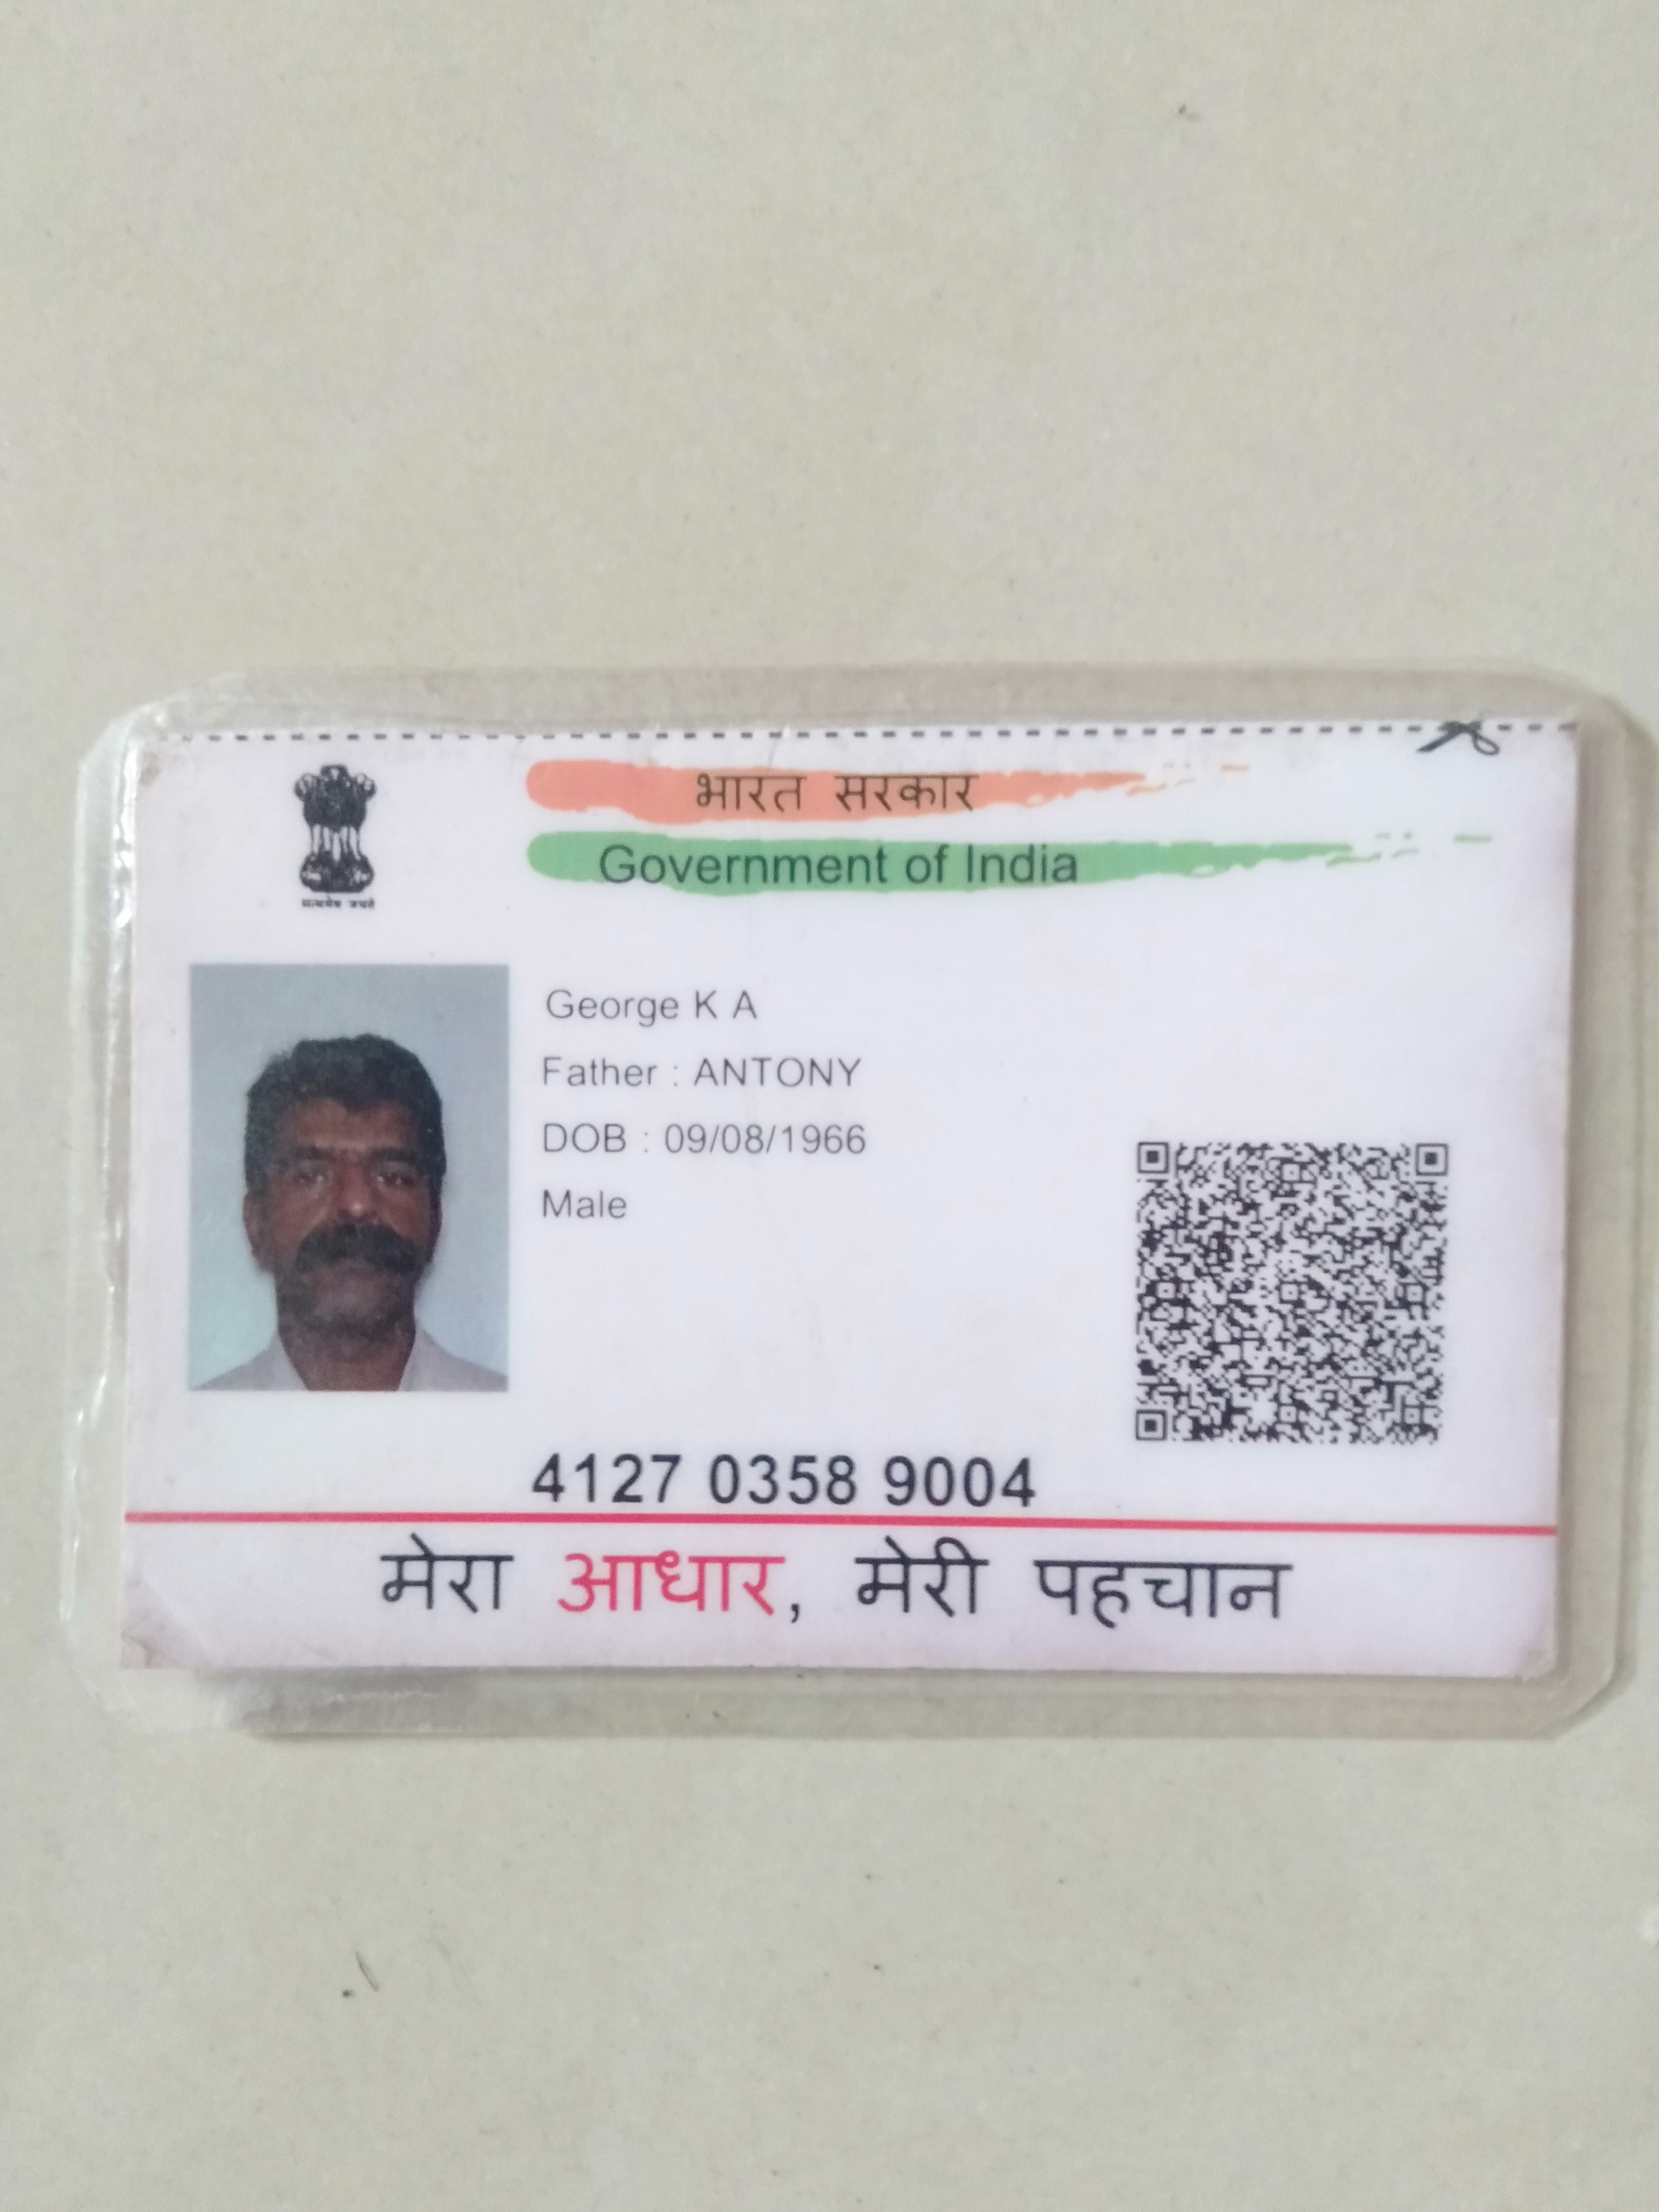 भारत सरकार
Government of India
सत्यमेव जयते
George K A
Father : ANTONY
DOB : 09/08/1966
Male
4127 0358 9004
मेरा आधार, मेरी पहचान